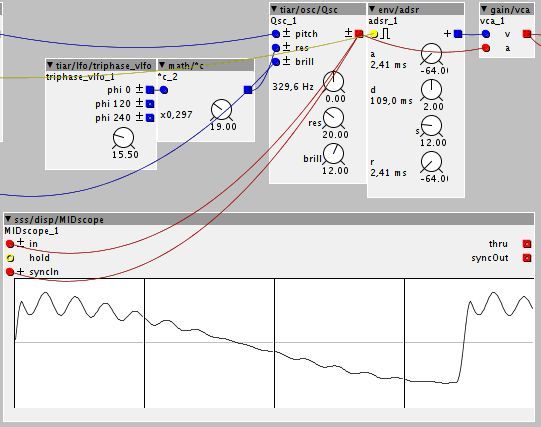 ▼ tiar/osc/Qsc
Qsc_1
pitch
res
brill
329,6 Hz
0.00
res
20.00
brill
12.00
▼ env/adsr
adsr_1
a
2,41 ms
-64.0
d
109,0 ms
2.00
s
12.00
r
2,41 ms
-64.0
▼ gain/vca
vca_1
v
a
▼ tiar/lfo/triphase_vlfo
triphase_vlfo_1
phi 0 ±
phi 120 ±
phi 240 ±
15.50
▼ math/*c
*c_2
x0,297
19.00
▼ sss/disp/MIDscope
MIDscope_1
± in
hold
± syncIn
thru
syncOut